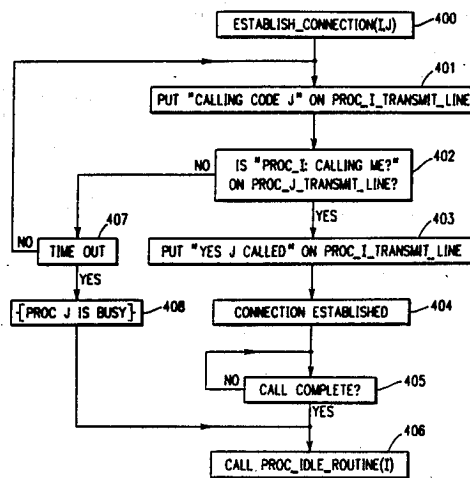 ESTABLISH_CONNECTION(I,J)
400
401
PUT "CALLING CODE J" ON PROC_I_TRANSMIT_LINE
NO
IS "PROC_I: CALLING ME?"
ON PROC_J_TRANSMIT_LINE?
402
YES
407
403
NO
TIME OUT
PUT "YES J CALLED" ON PROC_I_TRANSMIT_LINE
YES
408
{PROC J IS BUSY}
CONNECTION ESTABLISHED
404
NO
CALL COMPLETE?
405
YES
406
CALL PROC_IDLE_ROUTINE(I)